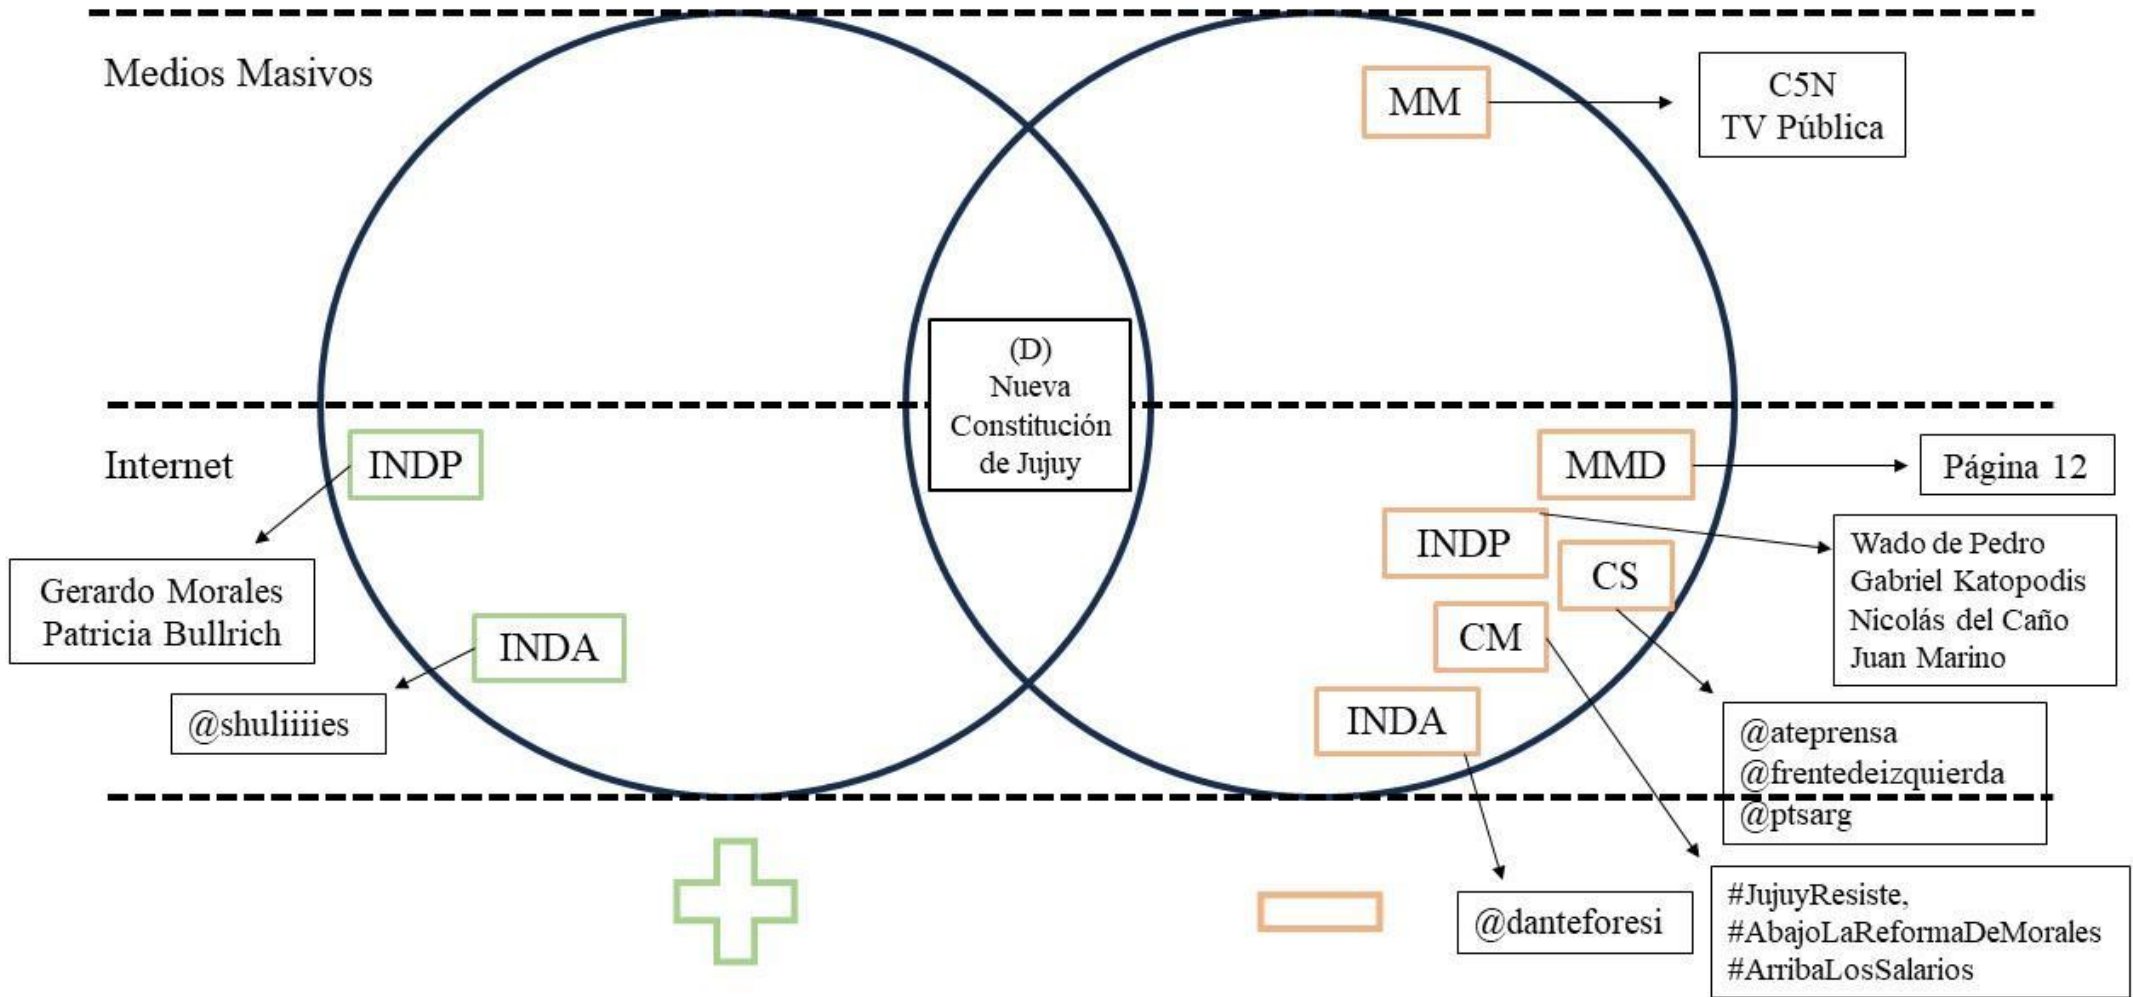 Medios Masivos
MM
C5N
TV Pública
(D)
Nueva
Constitución
de Jujuy
Internet
INDP
Gerardo Morales
Patricia Bullrich
INDA
@shuliiiies
MMD
Página 12
INDP
Wado de Pedro
Gabriel Katopodis
Nicolás del Caño
Juan Marino
CS
@ateprensa
@frentedeizquierda
@ptsarg
CM
#JujuyResiste,
#AbajoLaReformaDeMorales
#ArribaLosSalarios
INDA
@danteforesi